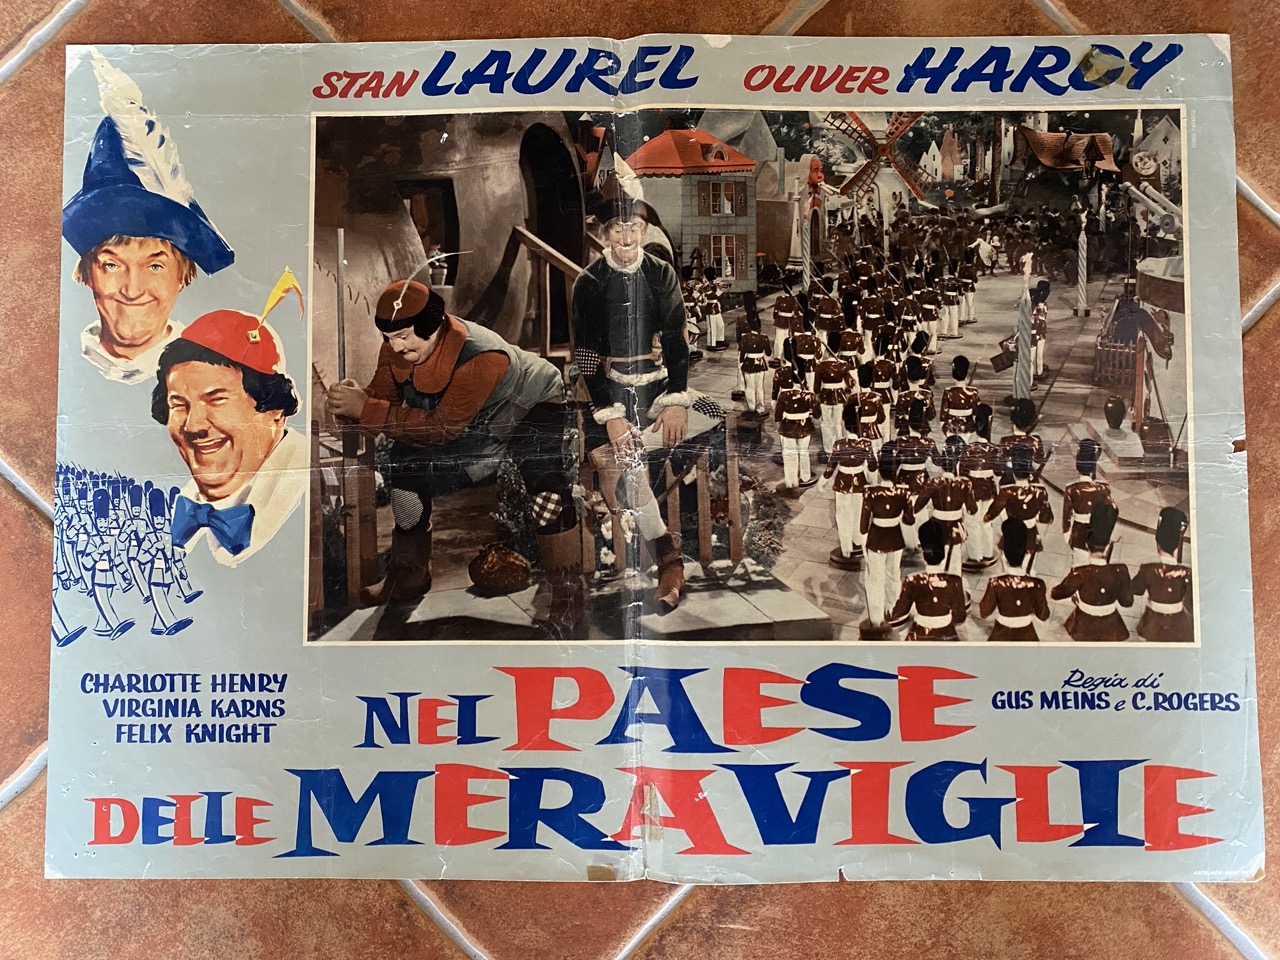 STAN LAUREL OLIVER HARDY
CHARLOTTE HENRY
VIRGINIA KARNS
FELIX KNIGHT
Regia di
GUS MEINS e C. ROGERS
NEL PAESE
DELLE MERAVIGLIE